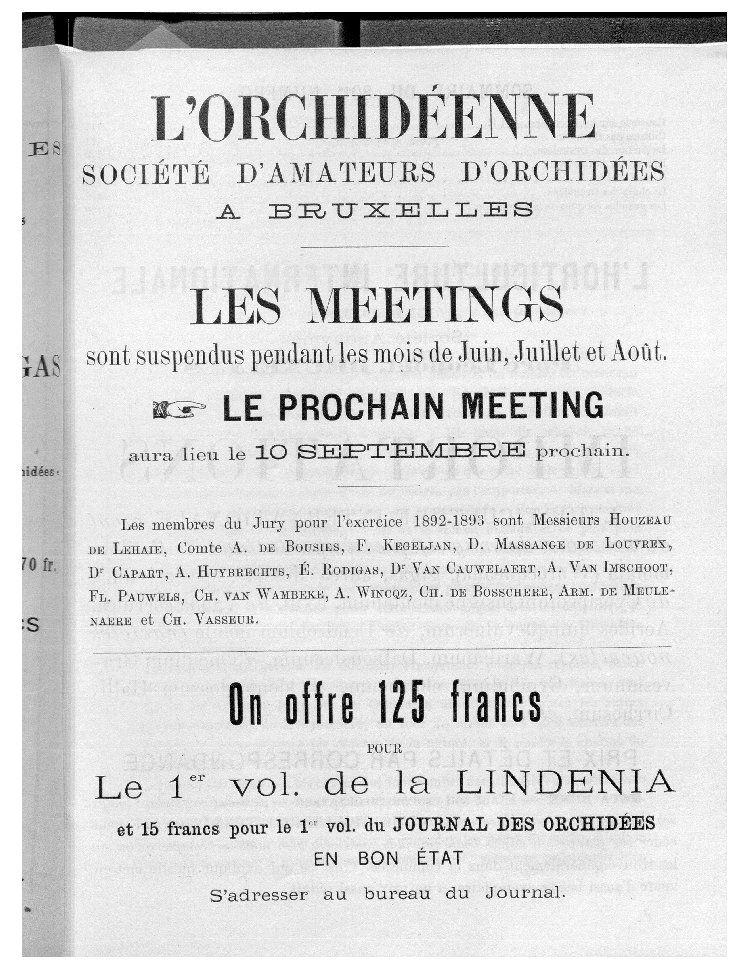 L'ORCHIDÉENNE
SOCIÉTÉ D'AMATEURS D'ORCHIDÉES
A BRUXELLES
LES MEETINGS
sont suspendus pendant les mois de Juin, Juillet et Août.
LE PROCHAIN MEETING
aura lieu le 10 SEPTEMBRE prochain.
Les membres du Jury pour l'exercice 1892-1893 sont Messieurs HOUZEAU
DE LEHAIE, Comte A. DE BOUSIES, F. KEGELJAN, D. MASSANGE DE LOUVREX,
Dr CAPART, A. HUYBRECHTS, É. RODIGAS, Dr VAN CAUWELAERT, A. VAN IMSCHOOT,
FL. PAUWELS, CH. VAN WAMBEKE, A. WINCQZ, CH. DE BOSSCHERE, ARM. DE MEULE-
NAERE et CH. VASSEUR.
On offre 125 francs
POUR
Le 1er vol. de la LINDENIA
et 15 francs pour le 1er vol. du JOURNAL DES ORCHIDÉES
EN BON ÉTAT
S'adresser au bureau du Journal.